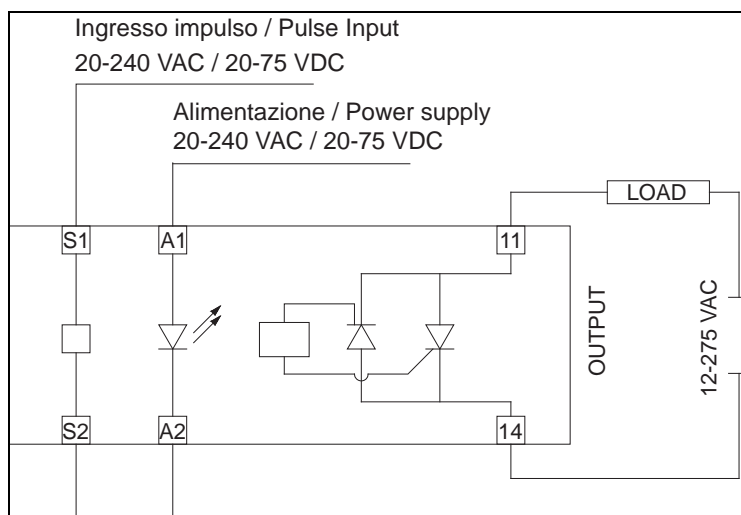 Ingresso impulso / Pulse Input
20-240 VAC / 20-75 VDC
Alimentazione / Power supply
20-240 VAC / 20-75 VDC
LOAD
S1
A1
11
OUTPUT
12-275 VAC
S2
A2
14